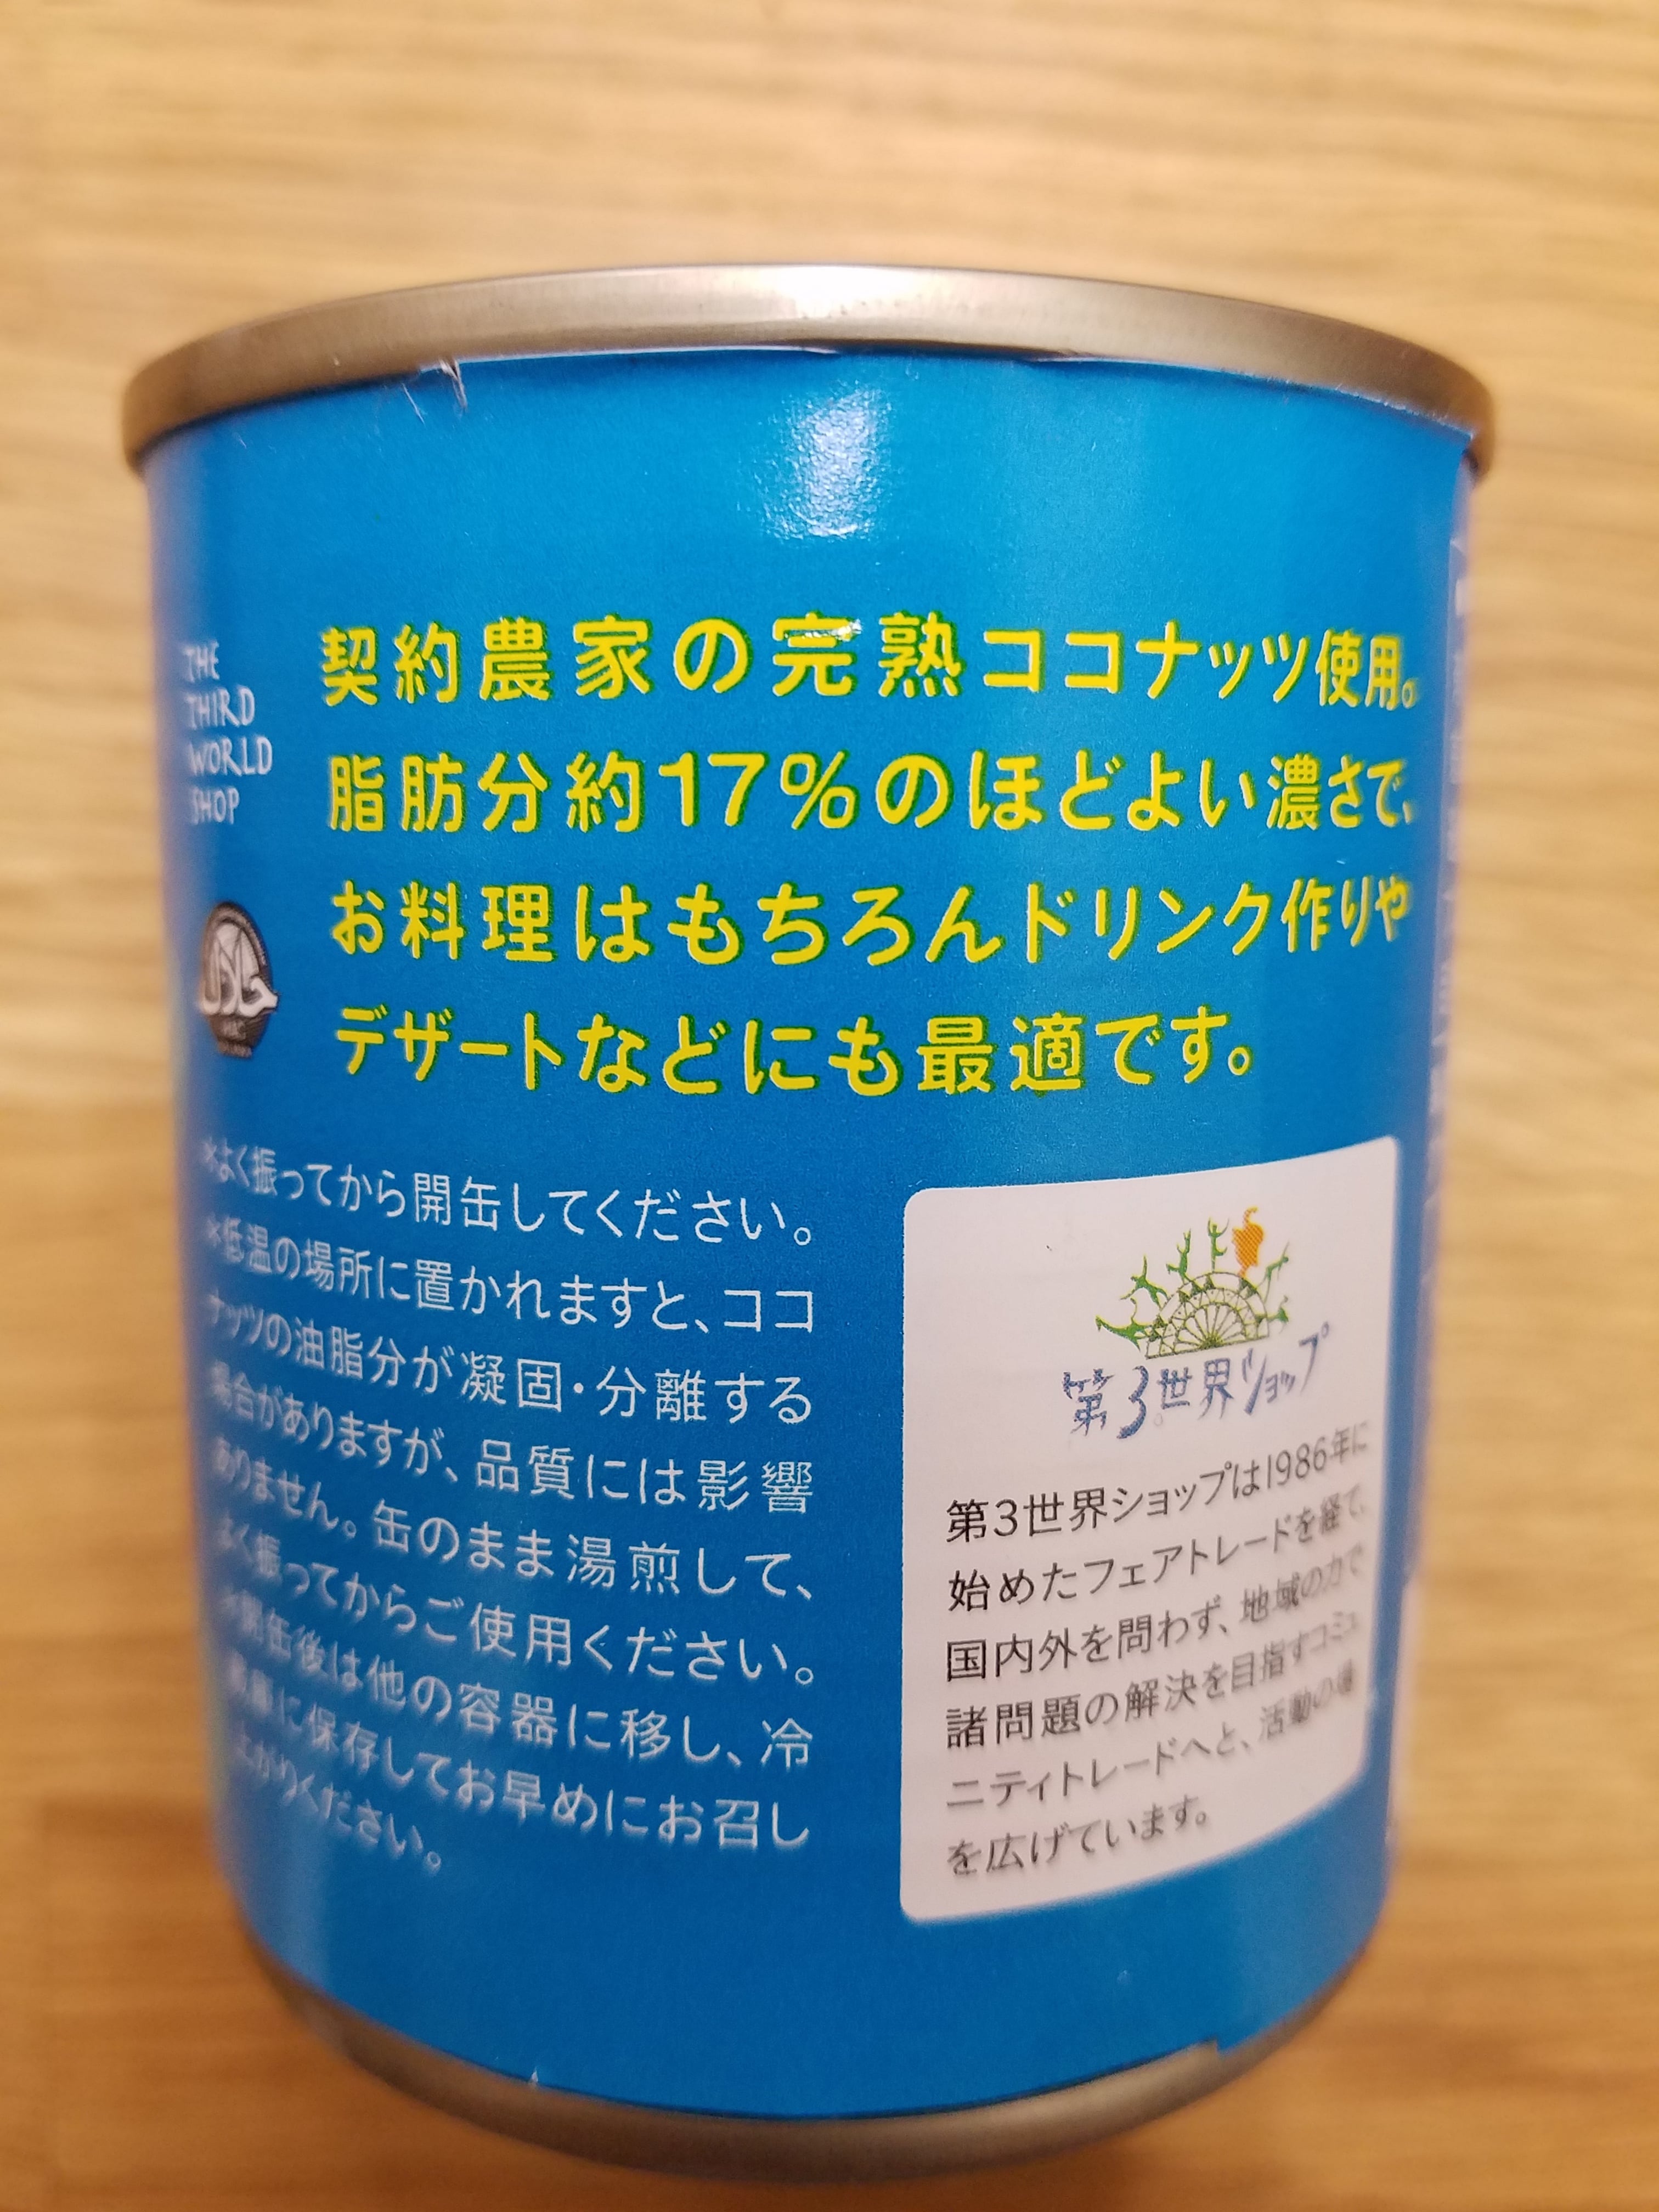 THE
THIRD
WORLD
SHOP
契約農家の完熟ココナッツ使用。
脂肪分約17%のほどよい濃さで、
お料理はもちろんドリンク作りや
デザートなどにも最適です。
حلال
*よく振ってから開缶してください。
*低温の場所に置かれますと、ココ
ナッツの油脂分が凝固・分離する
場合がありますが、品質には影響
ありません。缶のまま湯煎して、
よく振ってからご使用ください。
*開缶後は他の容器に移し、冷
蔵庫に保存してお早めにお召し
上がりください。
第3世界ショップ
第3世界ショップは1986年に
始めたフェアトレードを経て、
国内外を問わず、地域の力で
諸問題の解決を目指すコミュ
ニティトレードへと、活動の場
を広げています。